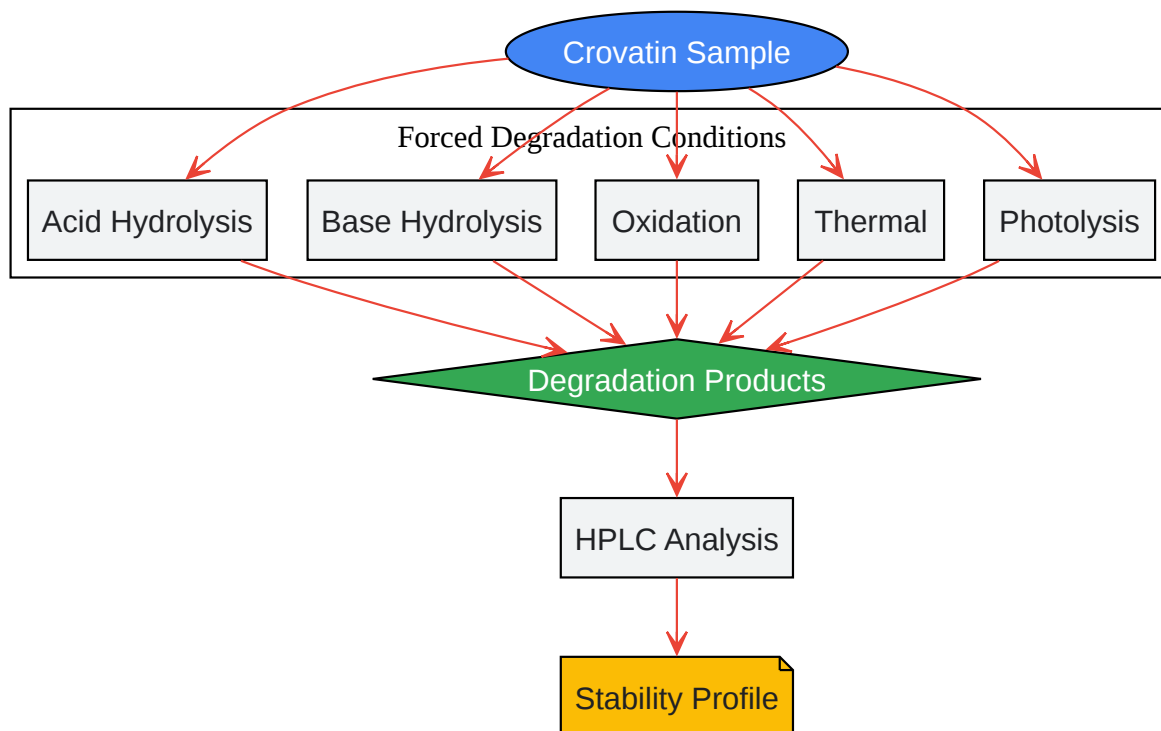 Crovatin Sample
Forced Degradation Conditions
Acid Hydrolysis
Base Hydrolysis
Oxidation
Thermal
Photolysis
Degradation Products
HPLC Analysis
Stability Profile